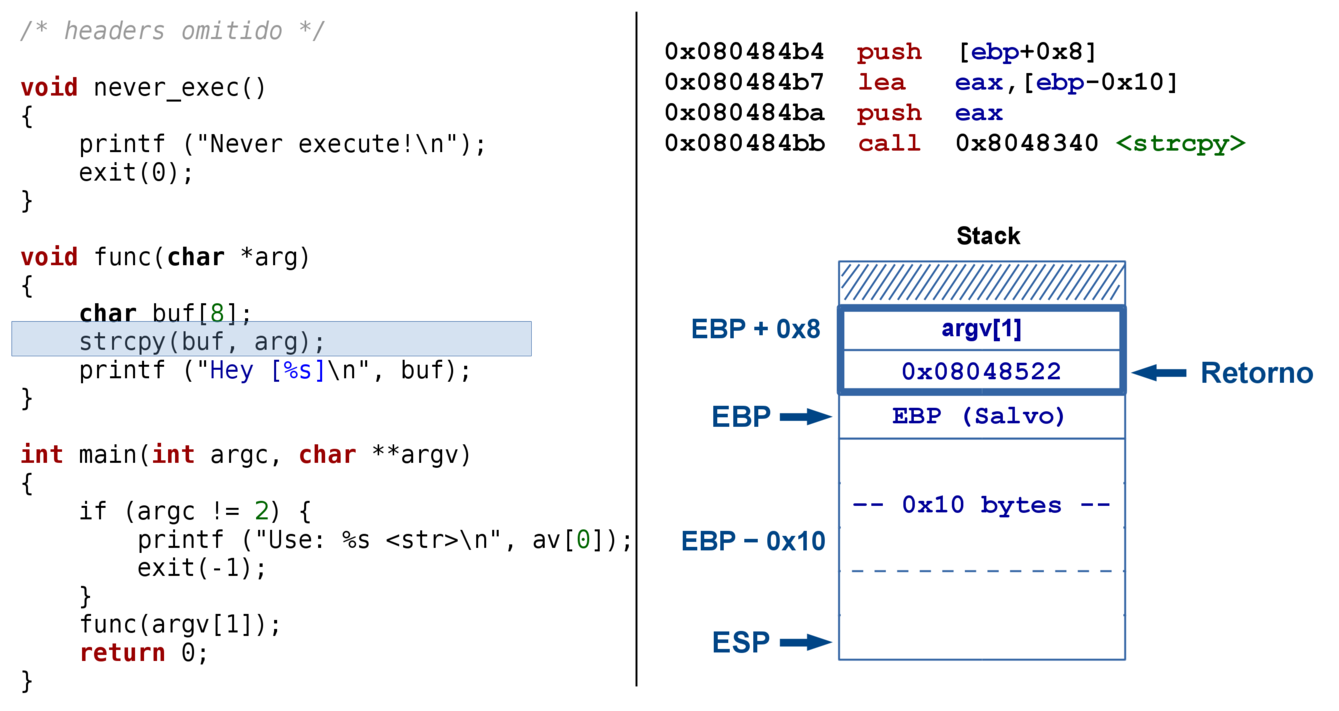 /* headers omitido */
void never_exec()
{
    printf ("Never execute!\n");
    exit(0);
}
void func(char *arg)
{
    char buf[8];
    strcpy(buf, arg);
    printf ("Hey [%s]\n", buf);
}
int main(int argc, char **argv)
{
    if (argc != 2) {
        printf ("Use: %s <str>\n", av[0]);
        exit(-1);
    }
    func(argv[1]);
    return 0;
}
0x080484b4 push [ebp+0x8]
0x080484b7 lea eax,[ebp-0x10]
0x080484ba push eax
0x080484bb call 0x8048340 <strcpy>
Stack
EBP + 0x8 argv[1]
0x08048522 Retorno
EBP EBP (Salvo)
-- 0x10 bytes --
EBP − 0x10
ESP